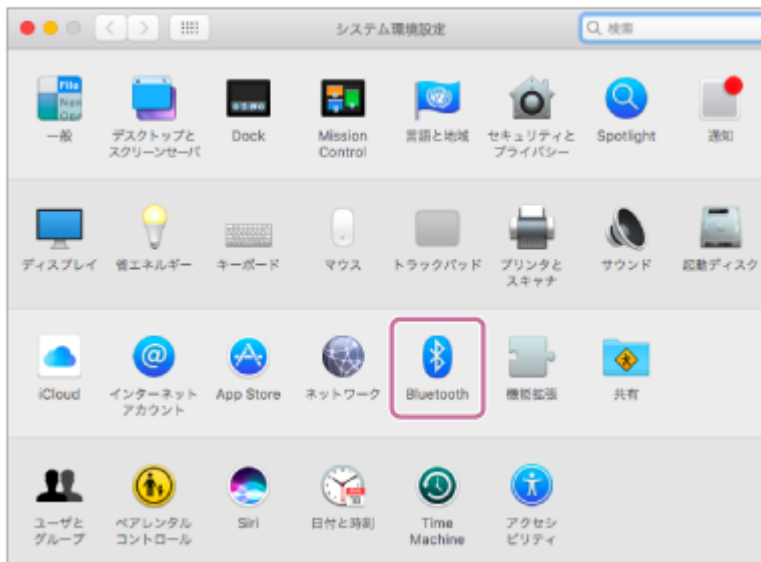 システム環境設定
検索
一般
デスクトップと
スクリーンセーバ
Dock
Mission
Control
言語と地域
セキュリティと
プライバシー
Spotlight
通知
ディスプレイ
省エネルギー
キーボード
マウス
トラックパッド
プリンタと
スキャナ
サウンド
起動ディスク
iCloud
インターネット
アカウント
App Store
ネットワーク
Bluetooth
機能拡張
共有
ユーザと
グループ
ペアレンタル
コントロール
Siri
日付と時刻
Time
Machine
アクセシ
ビリティ